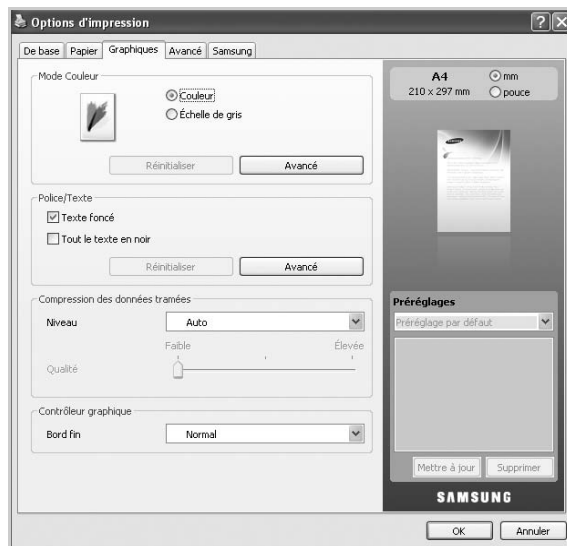 Options d'impression
De base Papier Graphiques Avancé Samsung
Mode Couleur
Couleur
Échelle de gris
Réinitialiser Avancé
Police/Texte
Texte foncé
Tout le texte en noir
Réinitialiser Avancé
Compression des données tramées
Niveau Auto
Faible Élevée
Qualité
Contrôleur graphique
Bord fin Normal
A4 mm
210 x 297 mm pouce
Préréglages
Préréglage par défaut
Mettre à jour Supprimer
SAMSUNG
OK Annuler